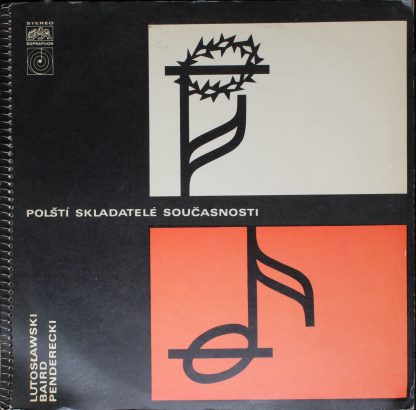 STEREO
SUPRAPHON
POLŠTÍ SKLADATELÉ SOUČASNOSTI
LUTOSŁAWSKI
BAIRD
PENDERECKI